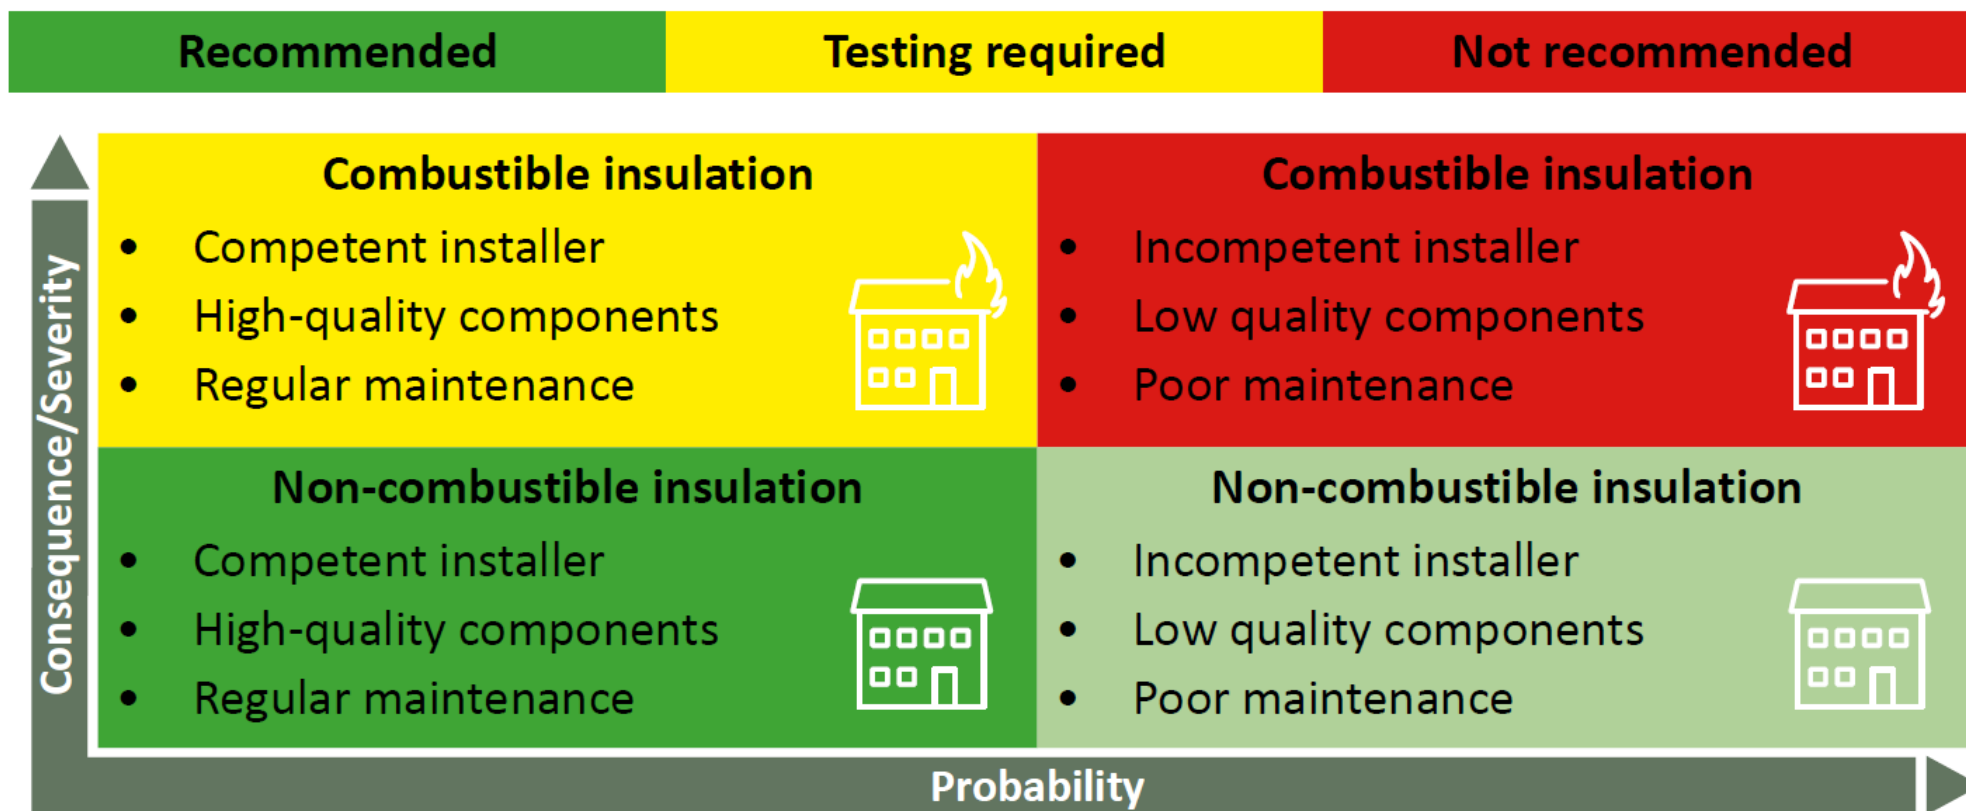 Recommended
Testing required
Not recommended
Consequence/Severity
Combustible insulation
• Competent installer
• High-quality components
• Regular maintenance
Combustible insulation
• Incompetent installer
• Low quality components
• Poor maintenance
Non-combustible insulation
• Competent installer
• High-quality components
• Regular maintenance
Non-combustible insulation
• Incompetent installer
• Low quality components
• Poor maintenance
Probability